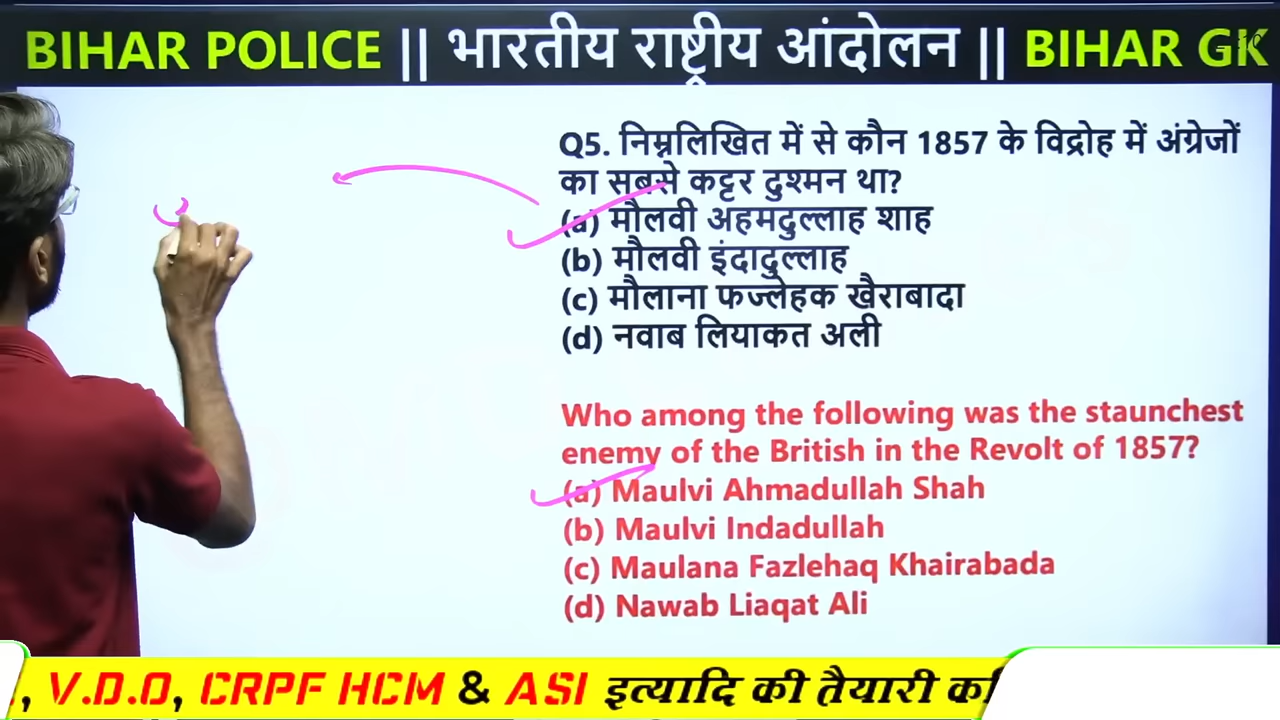 BIHAR POLICE || भारतीय राष्ट्रीय आंदोलन || BIHAR GK
Q5. निम्नलिखित में से कौन 1857 के विद्रोह में अंग्रेजों
का सबसे कट्टर दुश्मन था?
(a) मौलवी अहमदुल्लाह शाह
(b) मौलवी इंदादुल्लाह
(c) मौलाना फज्लेहक खैराबादा
(d) नवाब लियाकत अली
Who among the following was the staunchest
enemy of the British in the Revolt of 1857?
(a) Maulvi Ahmadullah Shah
(b) Maulvi Indadullah
(c) Maulana Fazlehaq Khairabada
(d) Nawab Liaqat Ali
, V.D.O, CRPF HCM & ASI इत्यादि की तैयारी